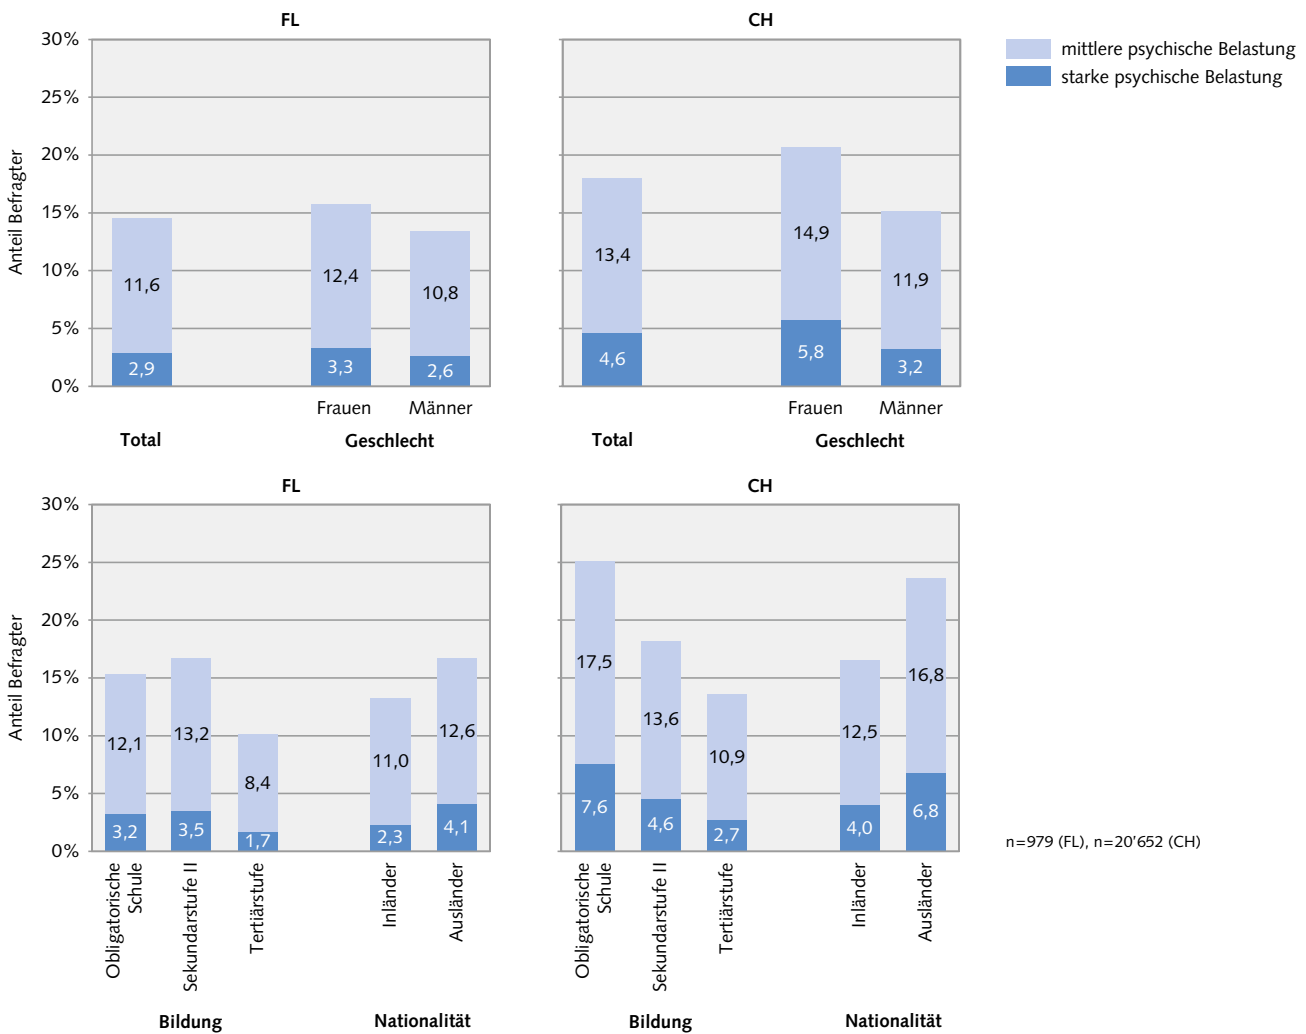 FL
CH
30%
25%
20%
15%
10%
5%
0%
Anteil Befragter
11,6
2,9
12,4
3,3
10,8
2,6
13,4
4,6
14,9
5,8
11,9
3,2
mittlere psychische Belastung
starke psychische Belastung
Frauen
Männer
Frauen
Männer
Total
Geschlecht
Total
Geschlecht
FL
CH
30%
25%
20%
15%
10%
5%
0%
Anteil Befragter
12,1
3,2
13,2
3,5
8,4
1,7
11,0
2,3
12,6
4,1
17,5
7,6
13,6
4,6
10,9
2,7
12,5
4,0
16,8
6,8
n=979 (FL), n=20'652 (CH)
Obligatorische
Schule
Sekundarstufe II
Tertiärstufe
Inländer
Ausländer
Obligatorische
Schule
Sekundarstufe II
Tertiärstufe
Inländer
Ausländer
Bildung
Nationalität
Bildung
Nationalität